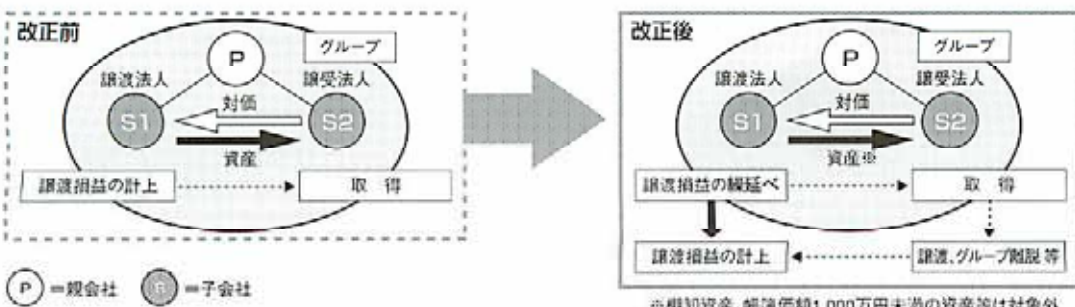 改正前
グループ
P
譲渡法人
譲受法人
対価
S1
S2
資産
譲渡損益の計上
取得
改正後
グループ
P
譲渡法人
譲受法人
対価
S1
S2
資産※
譲渡損益の繰延べ
取得
譲渡損益の計上
譲渡、グループ離脱等
P =親会社
S =子会社
※棚卸資産、帳簿価額1,000万円未満の資産等は対象外